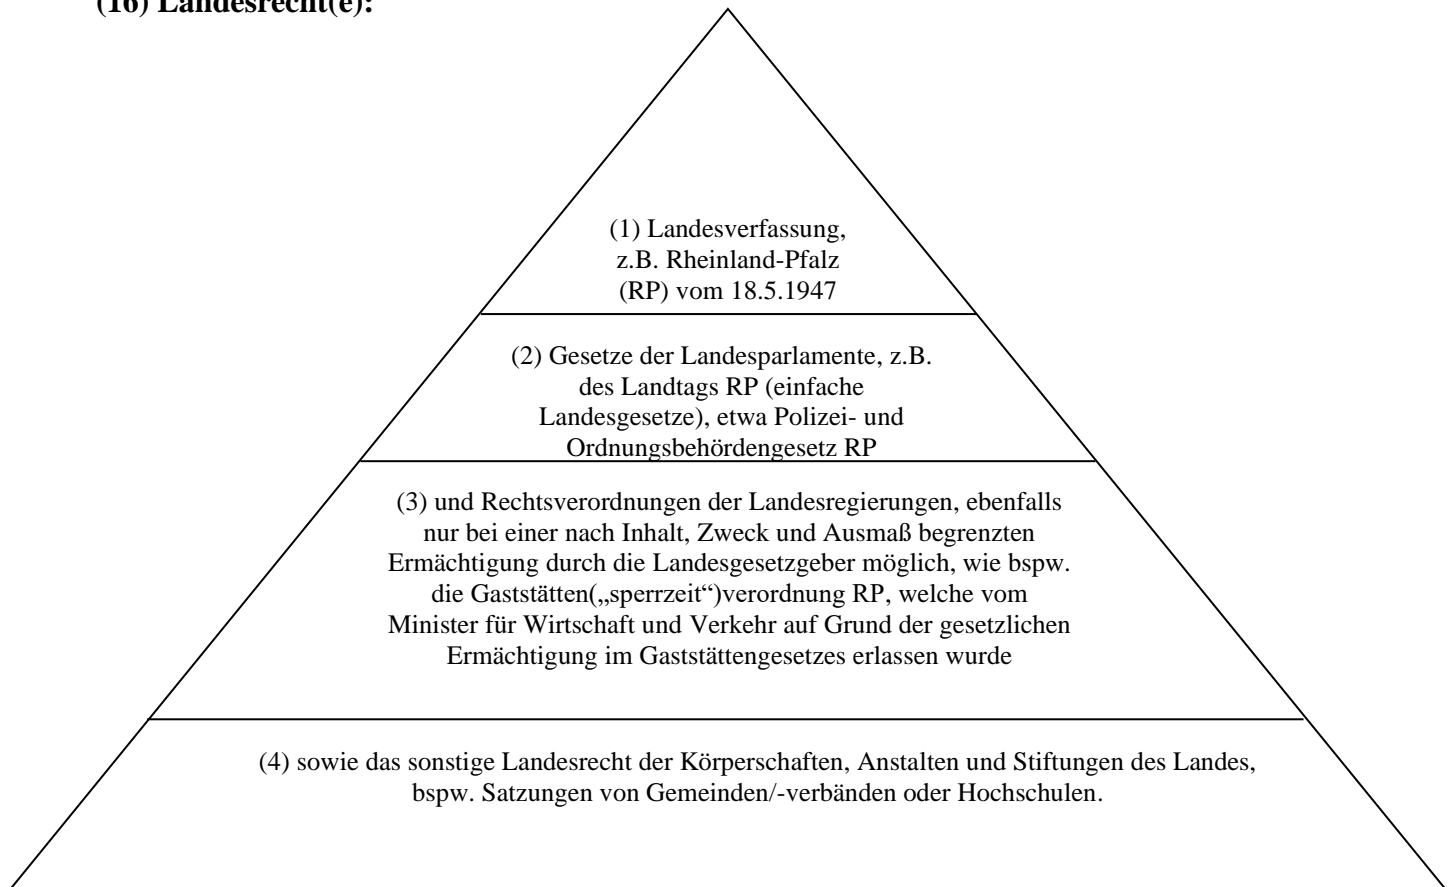 (16) Landesrecht(e):
(1) Landesverfassung,
z.B. Rheinland-Pfalz
(RP) vom 18.5.1947
(2) Gesetze der Landesparlamente, z.B.
des Landtags RP (einfache
Landesgesetze), etwa Polizei- und
Ordnungsbehördengesetz RP
(3) und Rechtsverordnungen der Landesregierungen, ebenfalls
nur bei einer nach Inhalt, Zweck und Ausmaß begrenzten
Ermächtigung durch die Landesgesetzgeber möglich, wie bspw.
die Gaststätten(„sperrzeit“)verordnung RP, welche vom
Minister für Wirtschaft und Verkehr auf Grund der gesetzlichen
Ermächtigung im Gaststättengesetzes erlassen wurde
(4) sowie das sonstige Landesrecht der Körperschaften, Anstalten und Stiftungen des Landes,
bspw. Satzungen von Gemeinden/-verbänden oder Hochschulen.